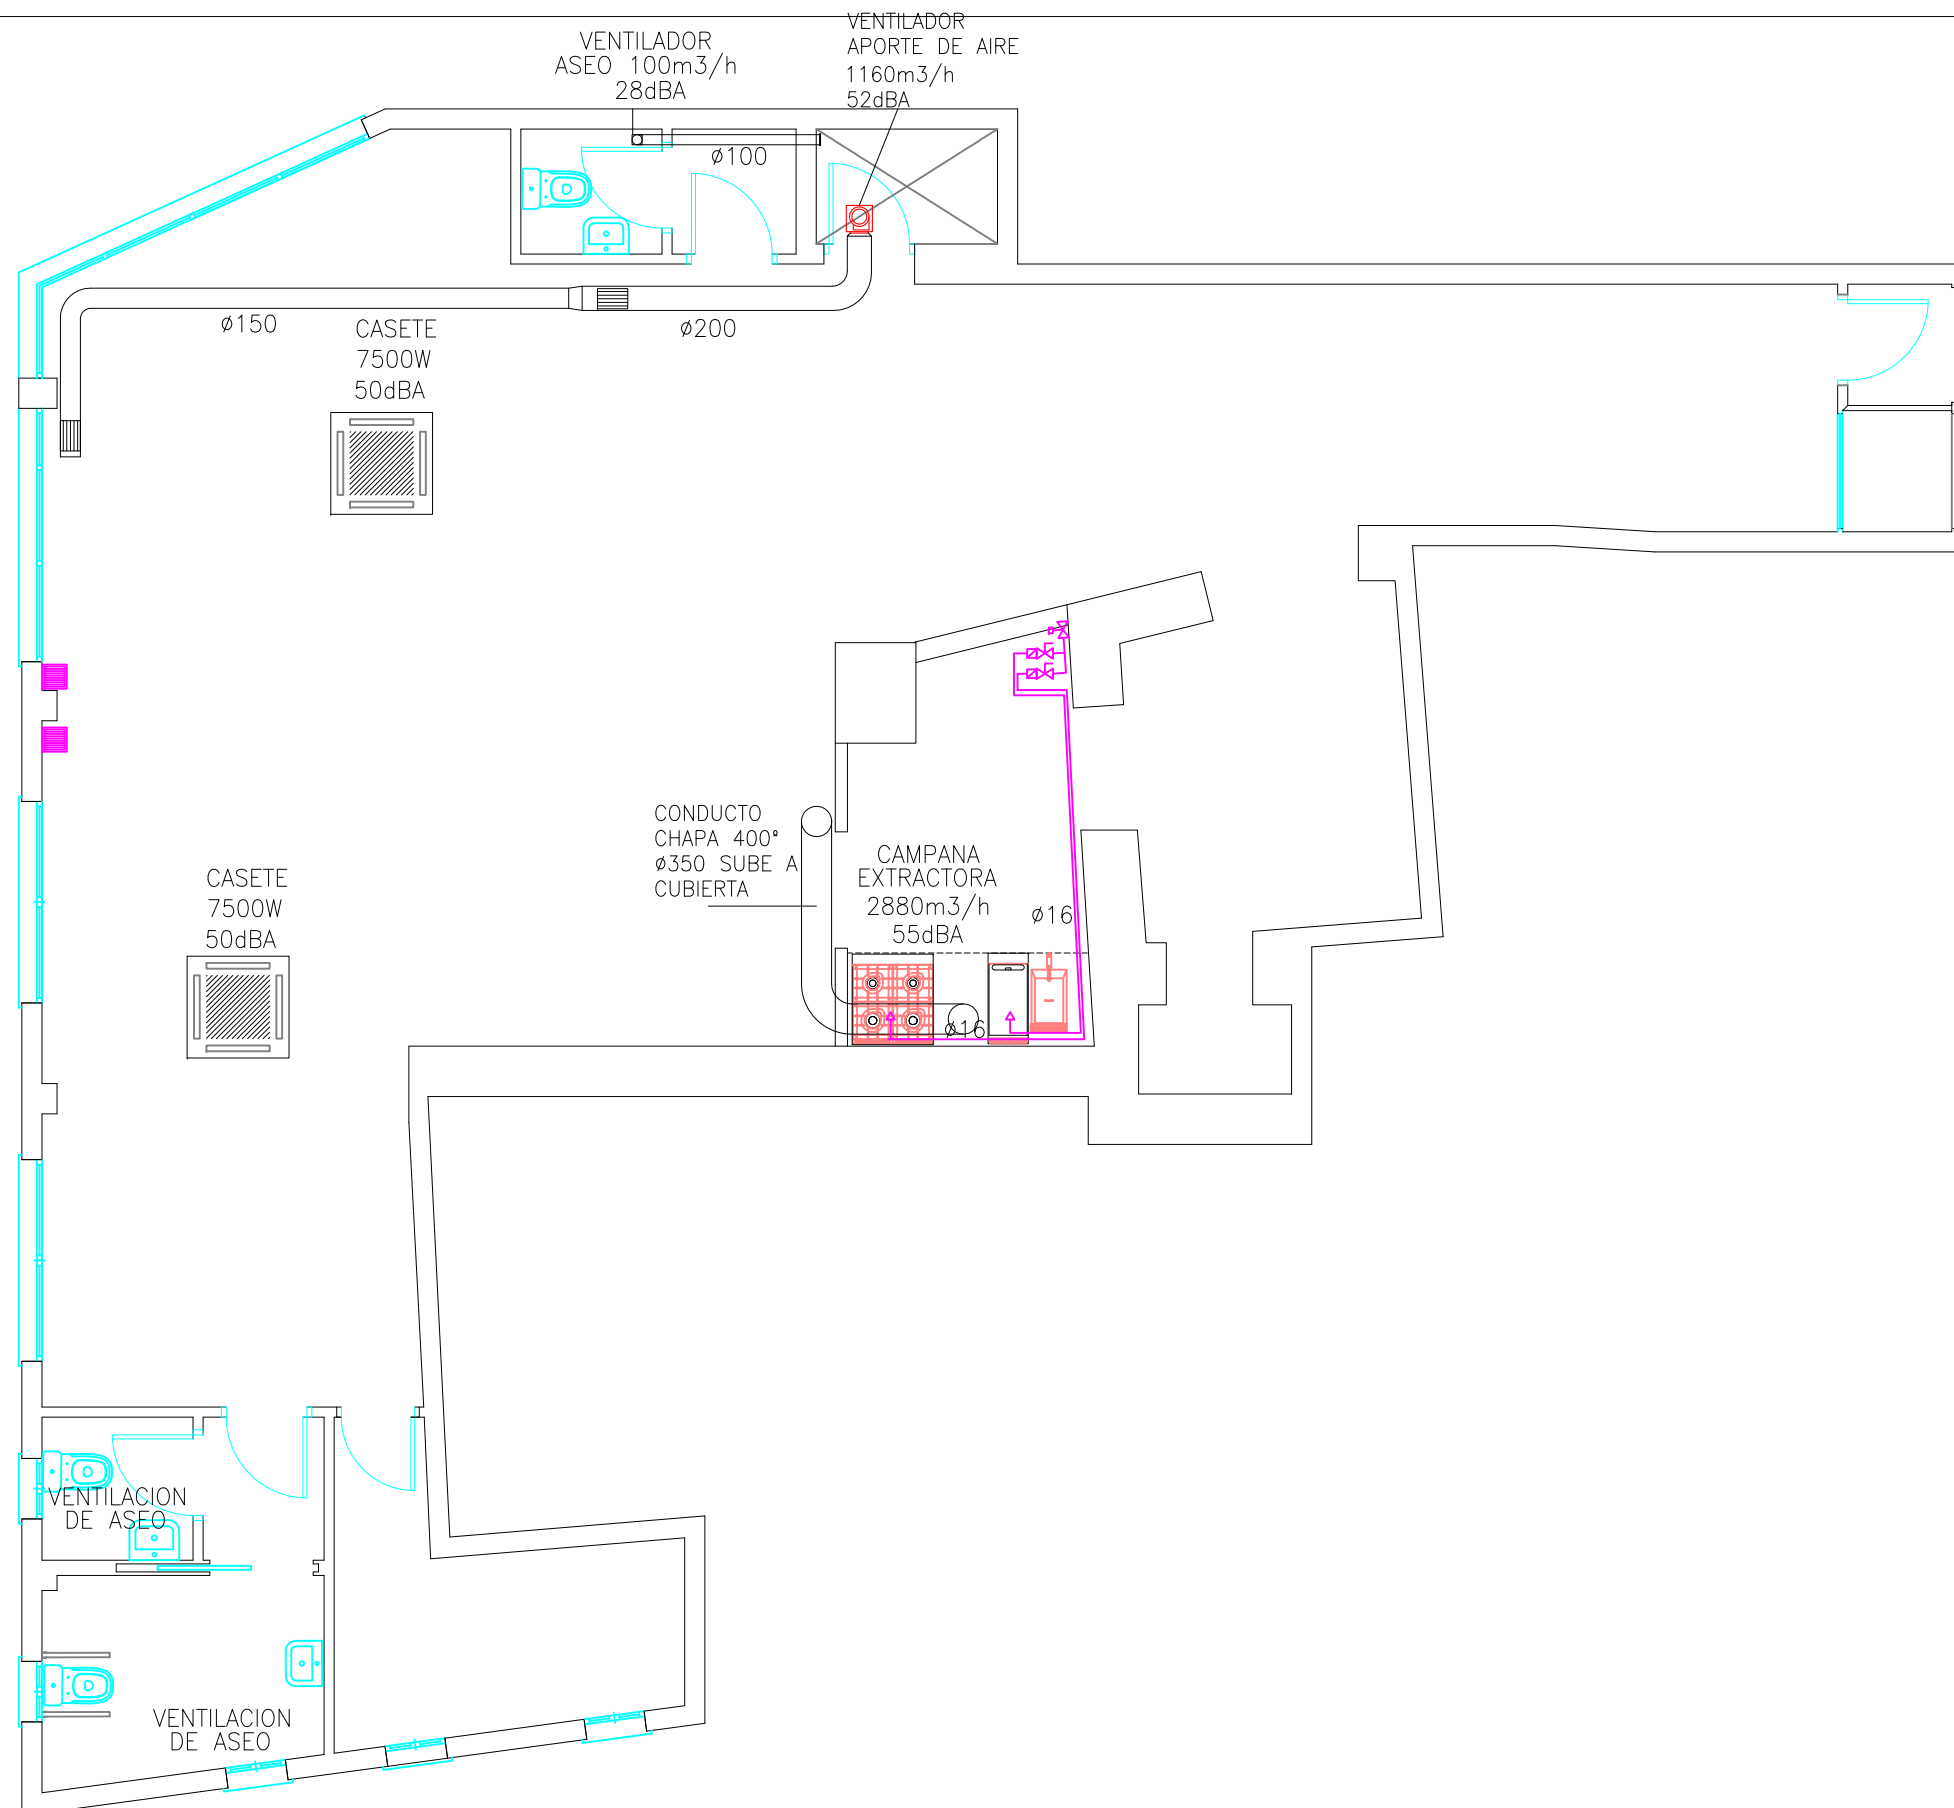 VENTILADOR
ASEO 100m3/h
28dBA
VENTILADOR
APORTE DE AIRE
1160m3/h
52dBA
ø100
ø150
ø200
CASETE
7500W
50dBA
CONDUCTO
CHAPA 400º
ø350 SUBE A
CUBIERTA
CAMPANA
EXTRACTORA
2880m3/h
55dBA
ø16
CASETE
7500W
50dBA
ø16
VENTILACION
DE ASEO
VENTILACION
DE ASEO